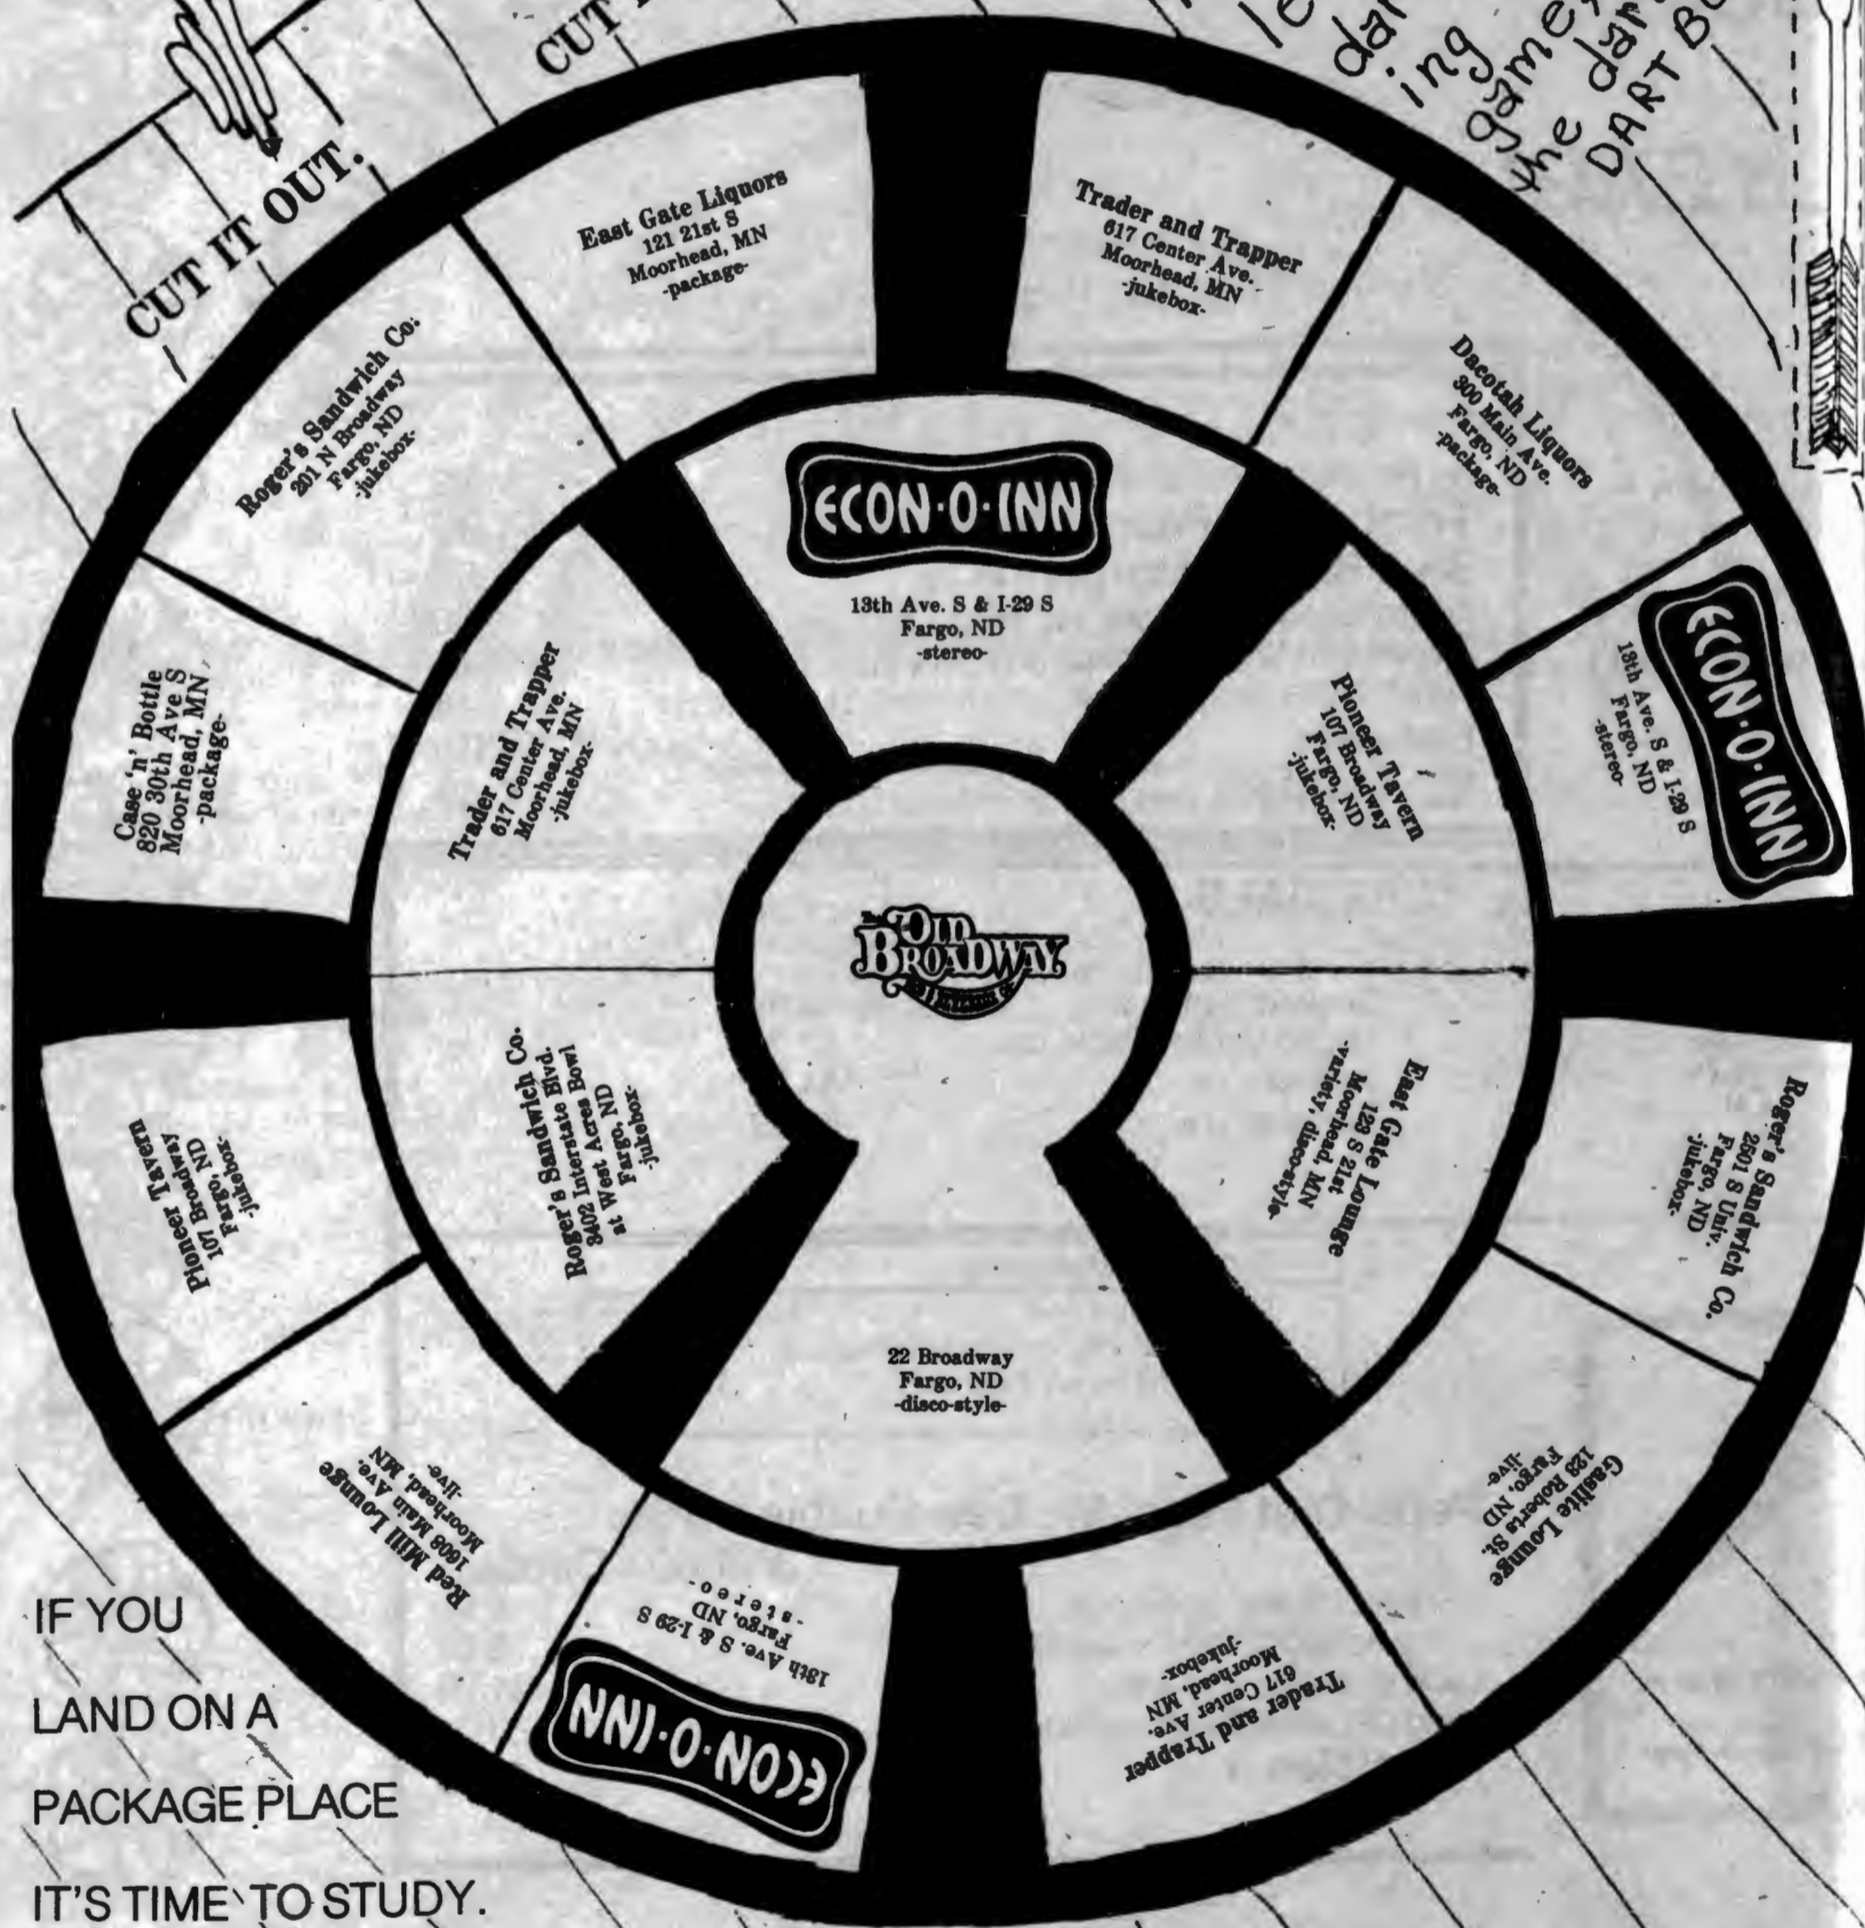 CUT IT OUT.
CUT
ing
games,
the
DART
East Gate Liquors
121 21st S
Moorhead, MN
-package-
Trader and Trapper
617 Center Ave.
Moorhead, MN
-jukebox-
Dacotah Liquors
300 Main Ave.
Fargo, ND
-package-
ECON·O·INN
13th Ave. S & I-29 S
Fargo, ND
-stereo-
Roger's Sandwich Co.
2501 S Univ.
Fargo, ND
-jukebox-
Gaslite Lounge
123 Roberts St.
Fargo, ND
-live-
Trader and Trapper
617 Center Ave.
Moorhead, MN
-jukebox-
ECON·O·INN
13th Ave. S & I-29 S
Fargo, ND
-stereo-
Red Mill Lounge
1608 Main Ave.
Moorhead, MN
-live-
Pioneer Tavern
107 Broadway
Fargo, ND
-jukebox-
Case 'n' Bottle
820 30th Ave S
Moorhead, MN
-package-
Roger's Sandwich Co.
201 N Broadway
Fargo, ND
-jukebox-
ECON·O·INN
13th Ave. S & I-29 S
Fargo, ND
-stereo-
Pioneer Tavern
107 Broadway
Fargo, ND
-jukebox-
East Gate Lounge
123 S 21st
Moorhead, MN
-variety, disco-style-
Roger's Sandwich Co.
3402 Interstate Blvd.
at West Acres Bowl
Fargo, ND
-jukebox-
Trader and Trapper
617 Center Ave.
Moorhead, MN
-jukebox-
The OLD
BROADWAY
22 Broadway
Fargo, ND
-disco-style-
IF YOU
LAND ON A
PACKAGE PLACE
IT'S TIME TO STUDY.